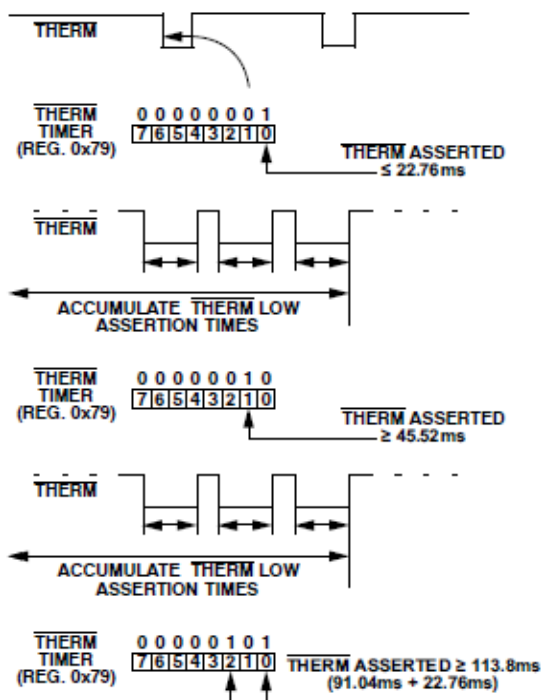 THERM
THERM
TIMER
(REG. 0x79)
0 0 0 0 0 0 0 1
7 6 5 4 3 2 1 0
THERM ASSERTED
≤ 22.76ms
THERM
ACCUMULATE THERM LOW
ASSERTION TIMES
THERM
TIMER
(REG. 0x79)
0 0 0 0 0 0 1 0
7 6 5 4 3 2 1 0
THERM ASSERTED
≥ 45.52ms
THERM
ACCUMULATE THERM LOW
ASSERTION TIMES
THERM
TIMER
(REG. 0x79)
0 0 0 0 0 1 0 1
7 6 5 4 3 2 1 0
THERM ASSERTED ≥ 113.8ms
(91.04ms + 22.76ms)